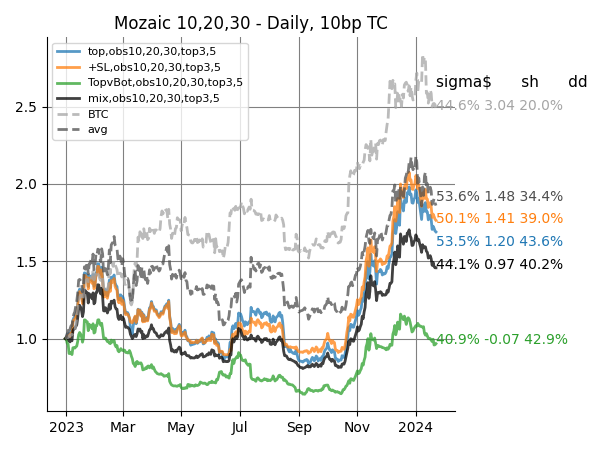 Mozaic 10,20,30 - Daily, 10bp TC
top,obs10,20,30,top3,5
+SL,obs10,20,30,top3,5
TopvBot,obs10,20,30,top3,5
mix,obs10,20,30,top3,5
BTC
avg
sigma$ sh dd
44.6% 3.04 20.0%
53.6% 1.48 34.4%
50.1% 1.41 39.0%
53.5% 1.20 43.6%
44.1% 0.97 40.2%
40.9% -0.07 42.9%
2.5
2.0
1.5
1.0
2023 Mar May Jul Sep Nov 2024